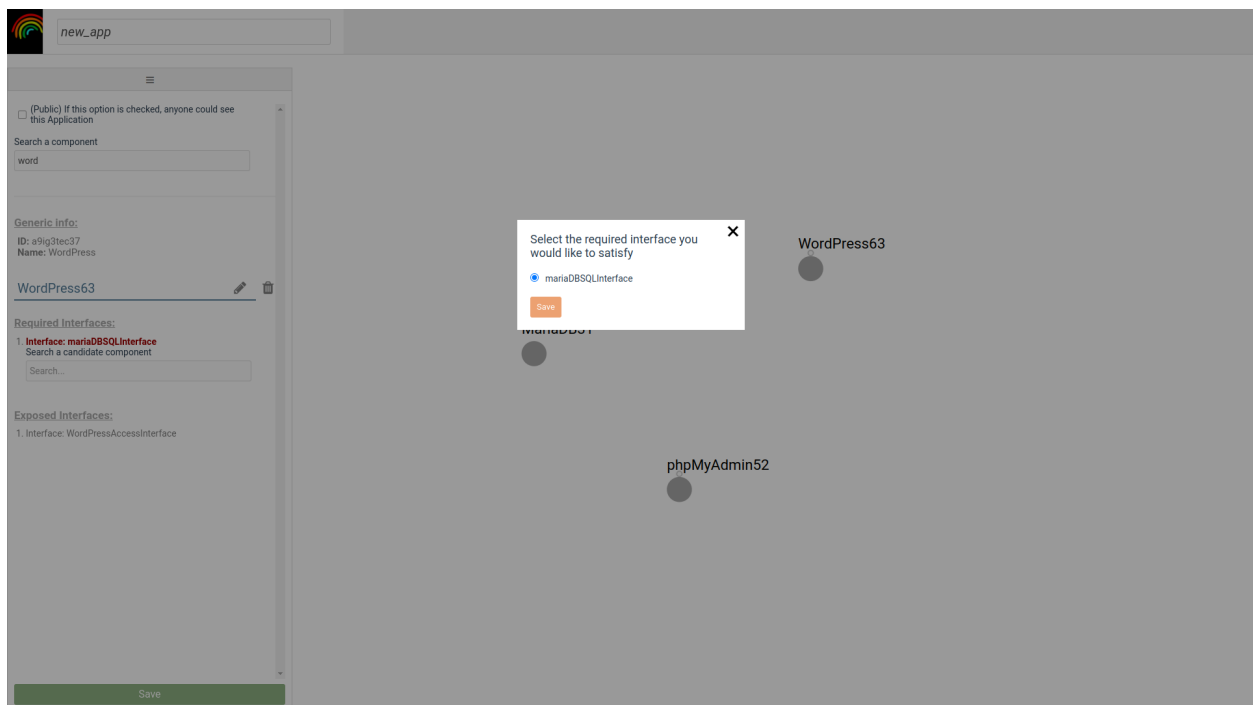 new_app
(Public) If this option is checked, anyone could see
this Application
Search a component
word
Generic info:
ID: a9ig3tec37
Name: WordPress
WordPress63
Required Interfaces:
1. Interface: mariaDBSQLInterface
Search a candidate component
Search...
Exposed Interfaces:
1. Interface: WordPressAccessInterface
Save
Select the required interface you
would like to satisfy
mariaDBSQLInterface
Save
WordPress63
MariaDB51
phpMyAdmin52